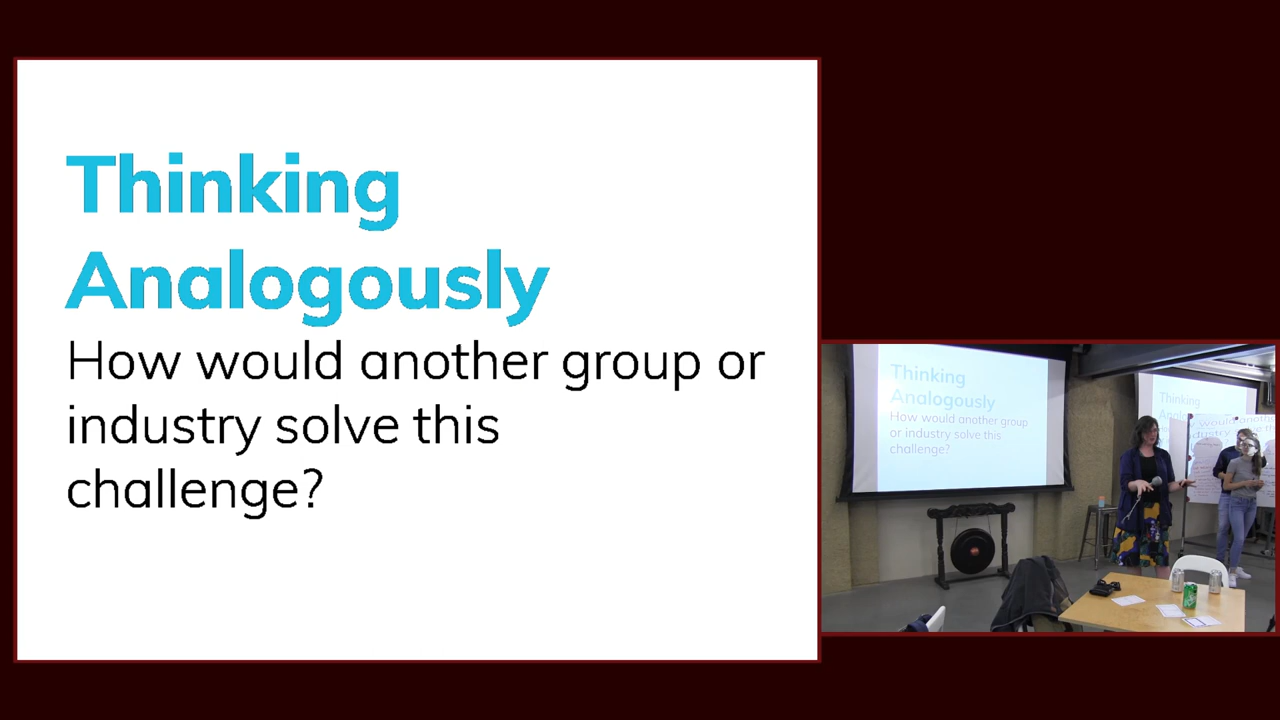 Thinking
Analogously
How would another group or
industry solve this
challenge?
Thinking
Analogously
How would another group
or industry solve this
challenge?
Thinking